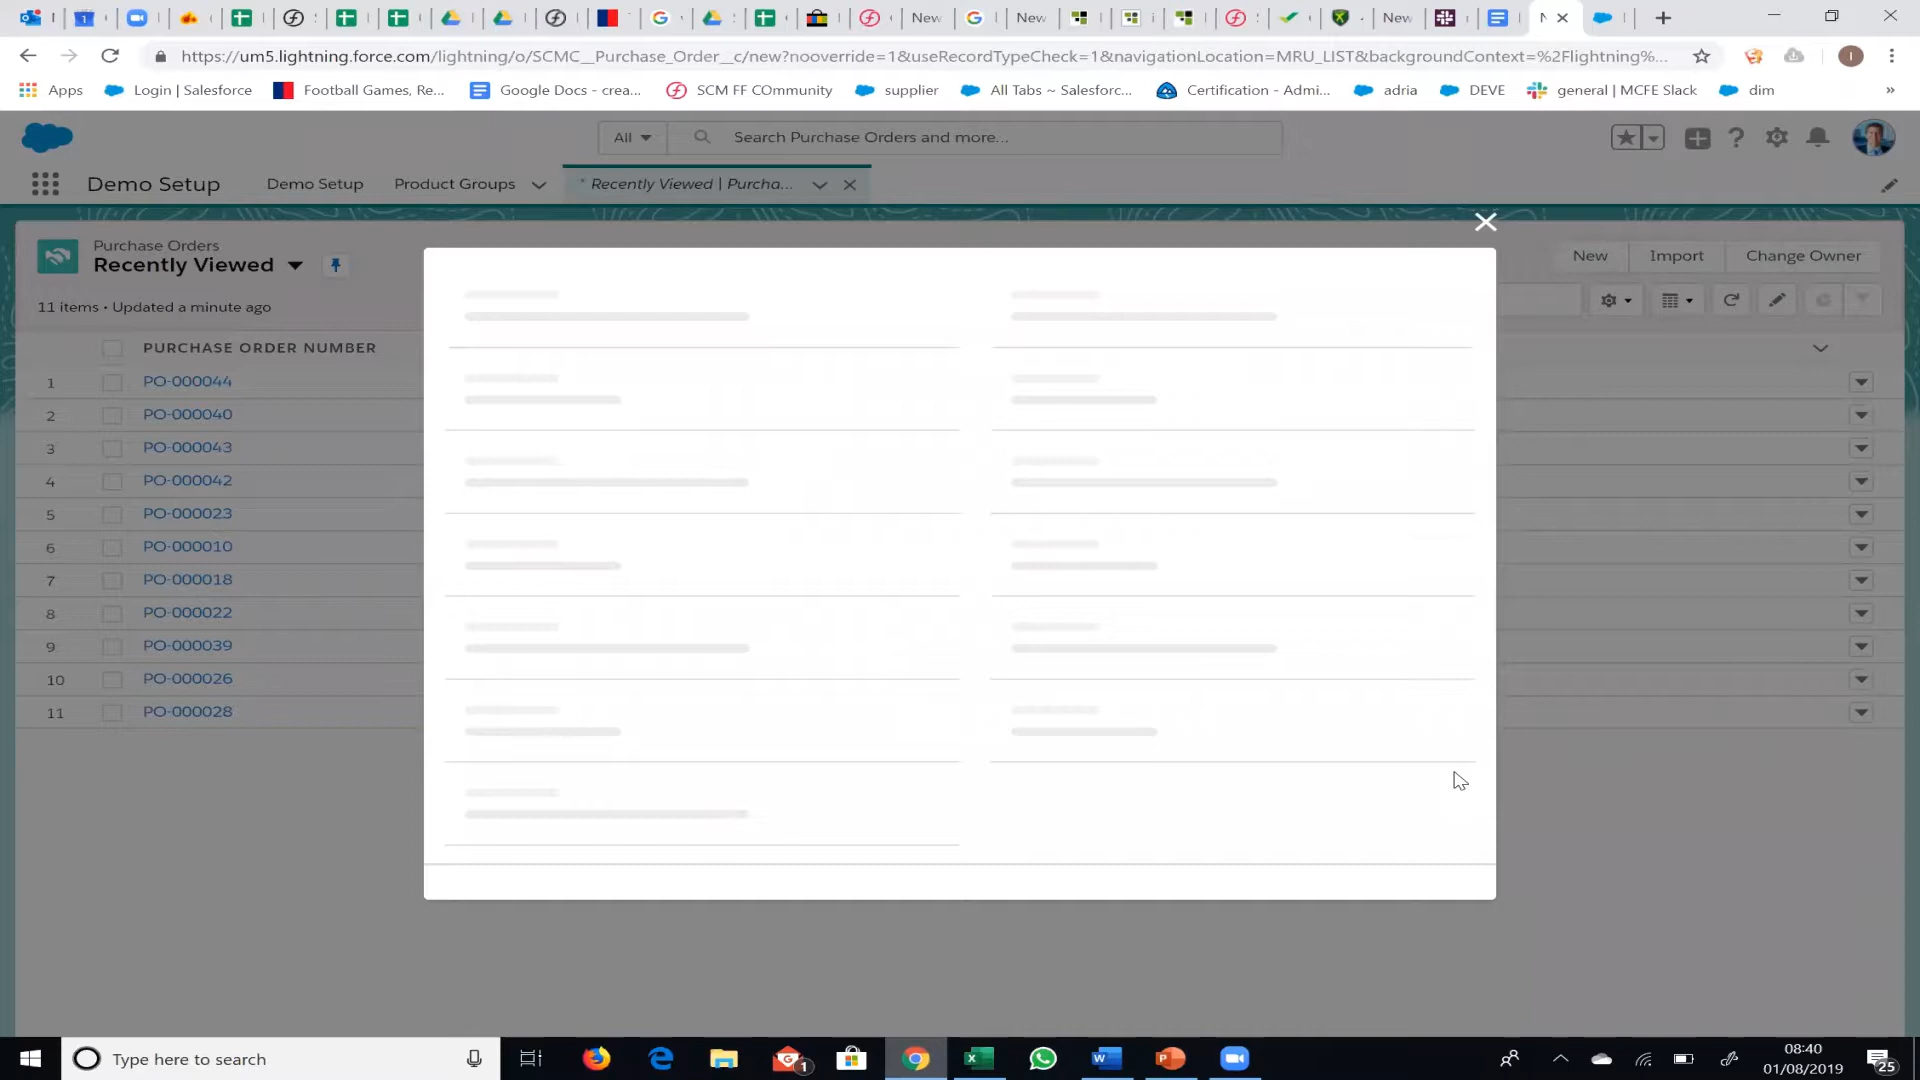 New
New
New
https://um5.lightning.force.com/lightning/o/SCMC__Purchase_Order__c/new?nooverride=1&useRecordTypeCheck=1&navigationLocation=MRU_LIST&backgroundContext=%2Flightning%...
Apps
Login | Salesforce
Football Games, Re...
Google Docs - crea...
SCM FF COmmunity
supplier
All Tabs ~ Salesforc...
Certification - Admi...
adria
DEVE
general | MCFE Slack
dim
»
All
Search Purchase Orders and more...
Demo Setup
Demo Setup
Product Groups
* Recently Viewed | Purcha...
Purchase Orders
Recently Viewed
New
Import
Change Owner
11 items • Updated a minute ago
PURCHASE ORDER NUMBER
1 PO-000044
2 PO-000040
3 PO-000043
4 PO-000042
5 PO-000023
6 PO-000010
7 PO-000018
8 PO-000022
9 PO-000039
10 PO-000026
11 PO-000028
Type here to search
1
08:40
01/08/2019
25